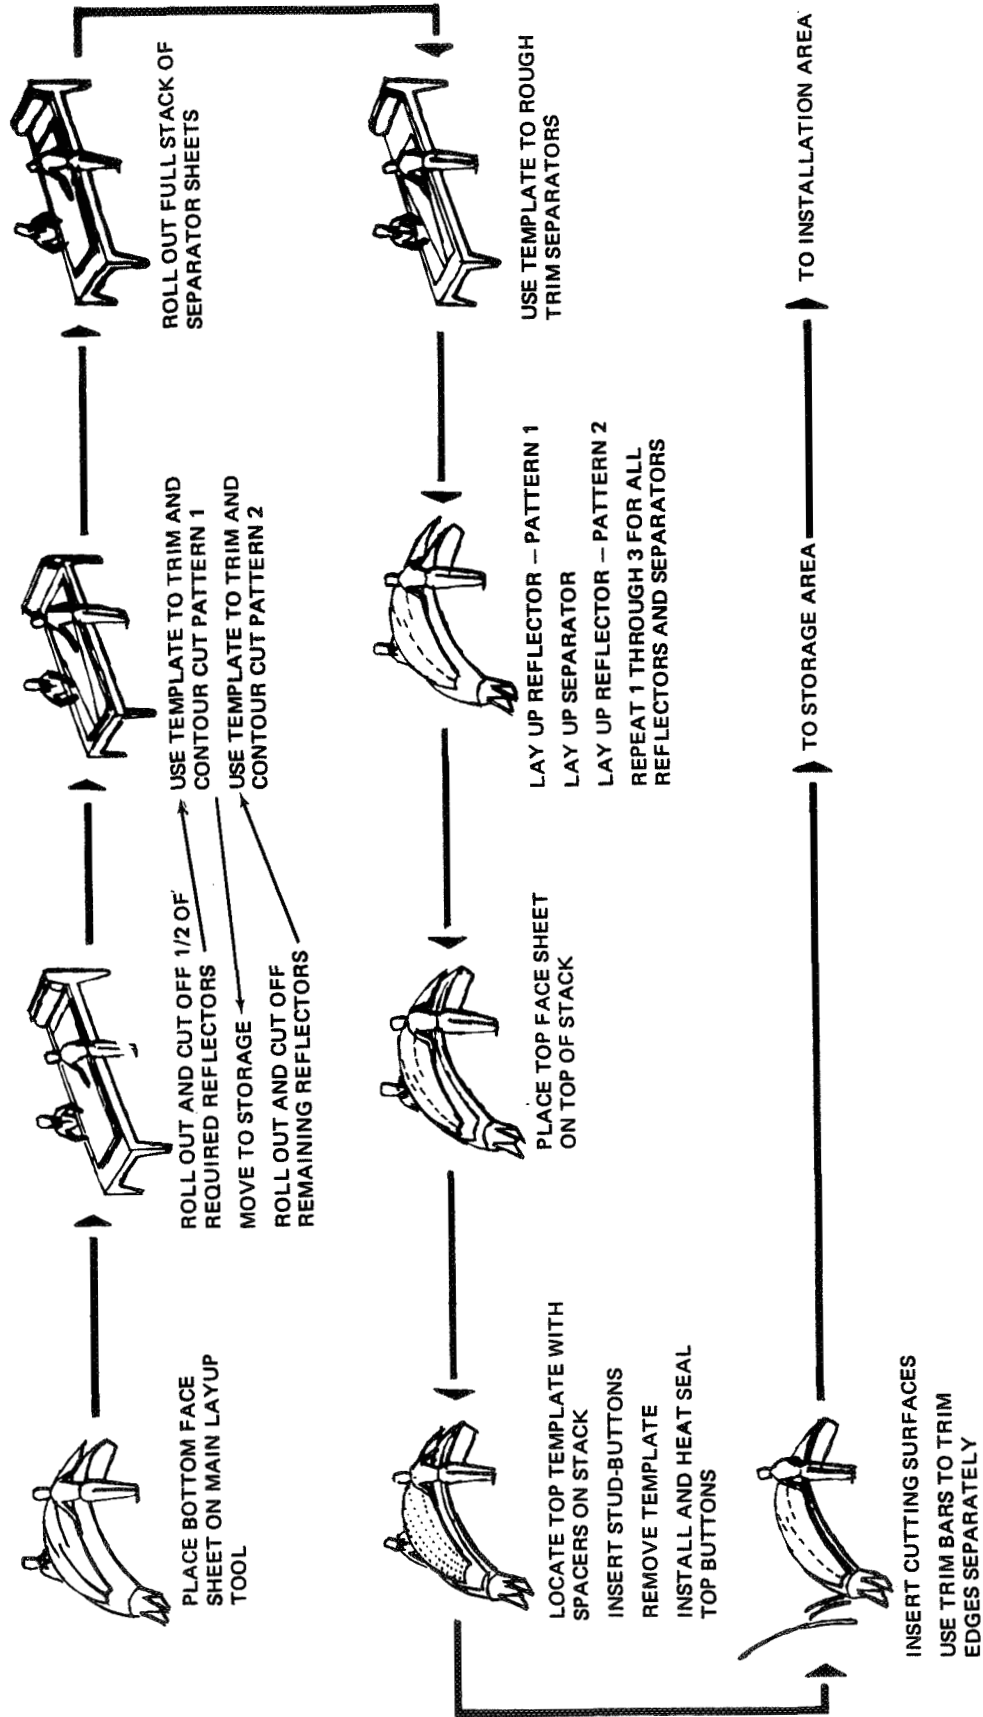 PLACE BOTTOM FACE
SHEET ON MAIN LAYUP
TOOL
ROLL OUT AND CUT OFF 1/2 OF
REQUIRED REFLECTORS
MOVE TO STORAGE
ROLL OUT AND CUT OFF
REMAINING REFLECTORS
USE TEMPLATE TO TRIM AND
CONTOUR CUT PATTERN 1
USE TEMPLATE TO TRIM AND
CONTOUR CUT PATTERN 2
ROLL OUT FULL STACK OF
SEPARATOR SHEETS
USE TEMPLATE TO ROUGH
TRIM SEPARATORS
LAY UP REFLECTOR – PATTERN 1
LAY UP SEPARATOR
LAY UP REFLECTOR – PATTERN 2
REPEAT 1 THROUGH 3 FOR ALL
REFLECTORS AND SEPARATORS
PLACE TOP FACE SHEET
ON TOP OF STACK
LOCATE TOP TEMPLATE WITH
SPACERS ON STACK
INSERT STUD-BUTTONS
REMOVE TEMPLATE
INSTALL AND HEAT SEAL
TOP BUTTONS
INSERT CUTTING SURFACES
USE TRIM BARS TO TRIM
EDGES SEPARATELY
TO STORAGE AREA
TO INSTALLATION AREA